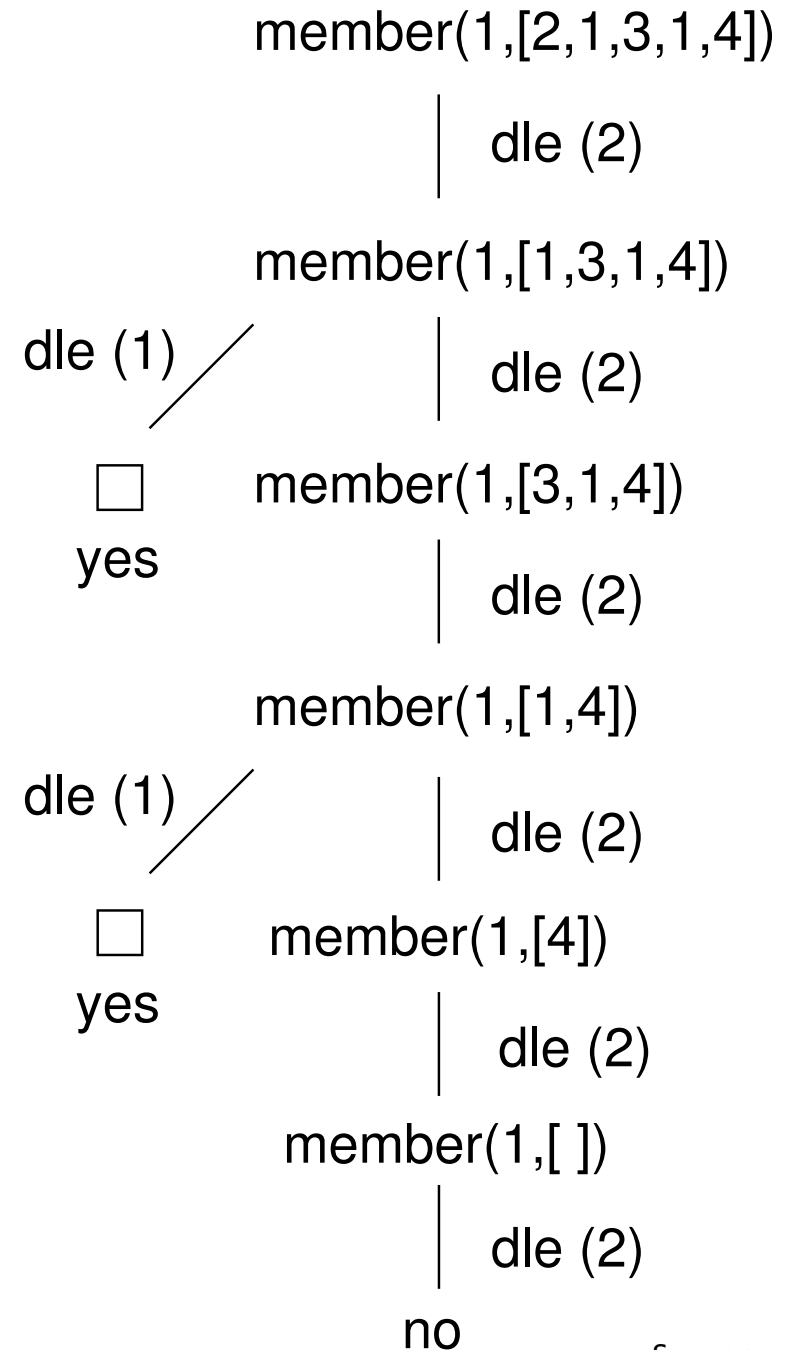 member(1,[2,1,3,1,4])
dle (2)
member(1,[1,3,1,4])
dle (1)
dle (2)
yes
member(1,[3,1,4])
dle (2)
member(1,[1,4])
dle (1)
dle (2)
yes
member(1,[4])
dle (2)
member(1,[ ])
dle (2)
no